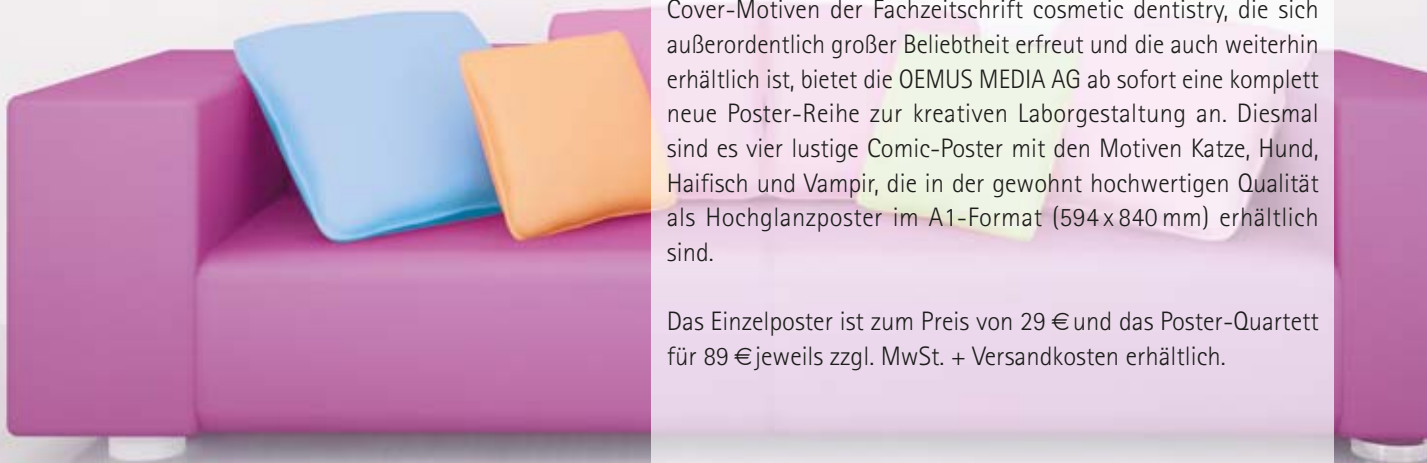 Cover-Motiven der Fachzeitschrift cosmetic dentistry, die sich
außerordentlich großer Beliebtheit erfreut und die auch weiterhin
erhältlich ist, bietet die OEMUS MEDIA AG ab sofort eine komplett
neue Poster-Reihe zur kreativen Laborgestaltung an. Diesmal
sind es vier lustige Comic-Poster mit den Motiven Katze, Hund,
Haifisch und Vampir, die in der gewohnt hochwertigen Qualität
als Hochglanzposter im A1-Format (594 x 840 mm) erhältlich
sind.
Das Einzelposter ist zum Preis von 29 € und das Poster-Quartett
für 89 € jeweils zzgl. MwSt. + Versandkosten erhältlich.